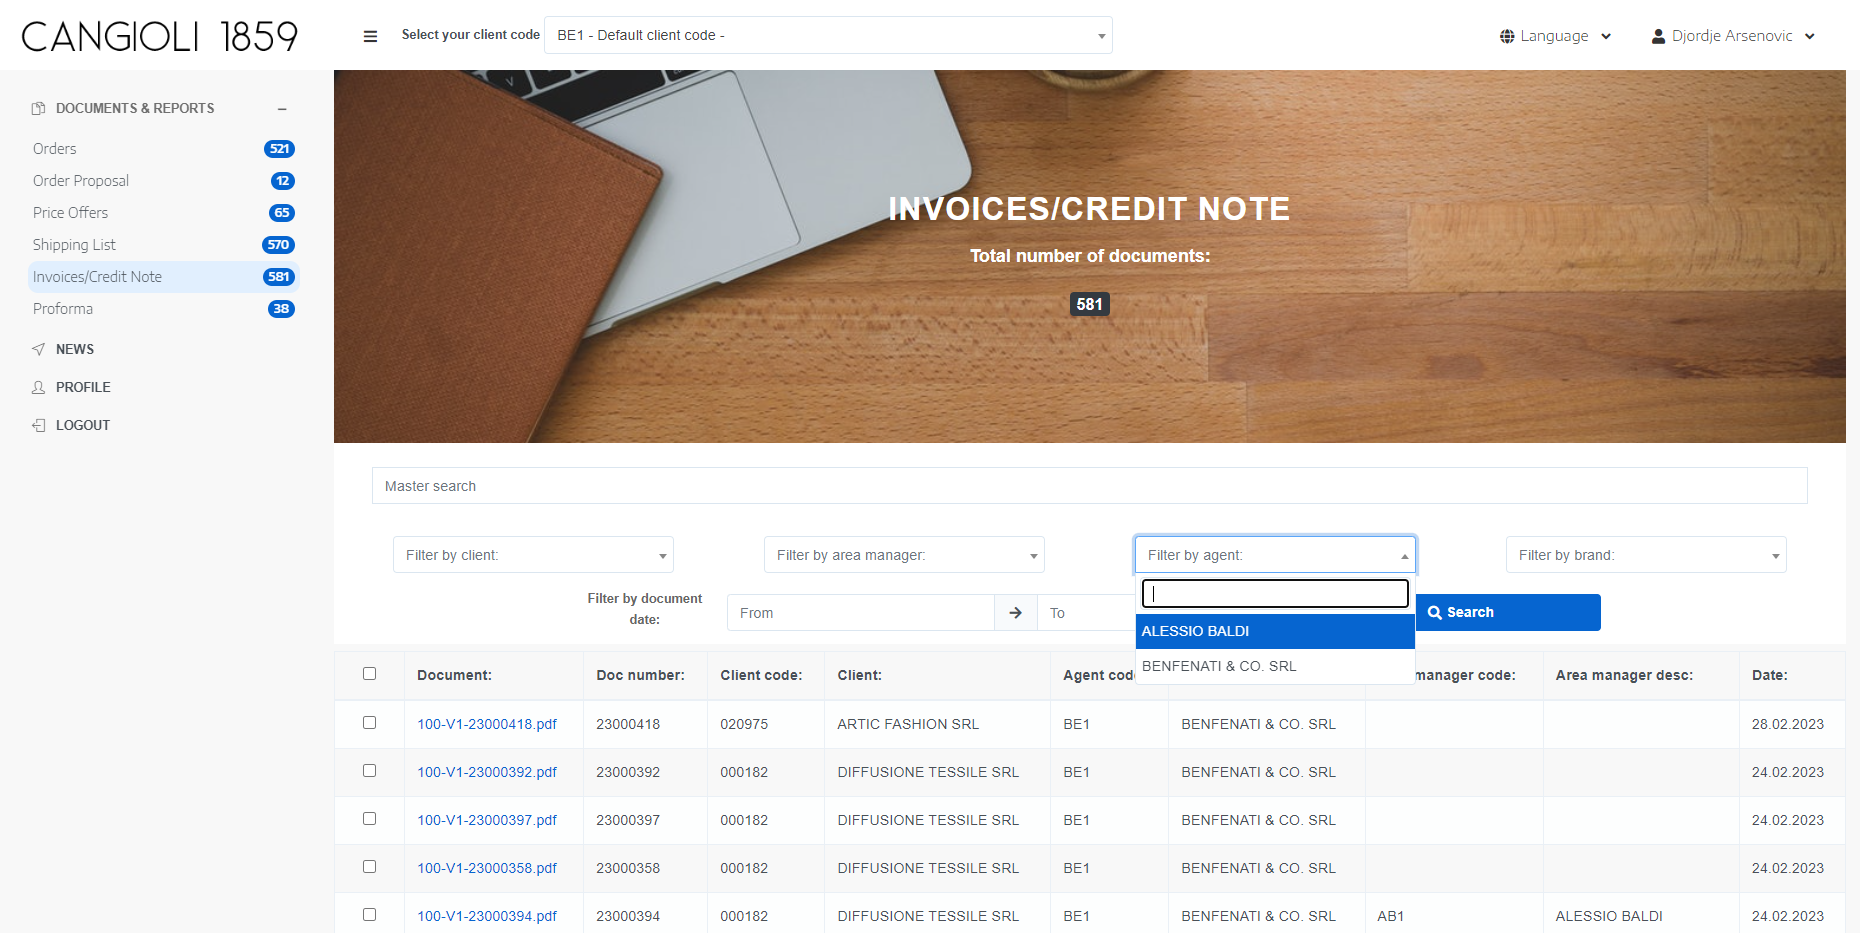 CANGIOLI 1859
Select your client code
BE1 - Default client code -
Language
Djordje Arsenovic
DOCUMENTS & REPORTS
Orders 521
Order Proposal 12
Price Offers 65
Shipping List 570
Invoices/Credit Note 581
Proforma 38
NEWS
PROFILE
LOGOUT
INVOICES/CREDIT NOTE
Total number of documents:
581
Master search
Filter by client: Filter by area manager: Filter by agent: Filter by brand:
Filter by document date: From To Search
ALESSIO BALDI
BENFENATI & CO. SRL
Document: Doc number: Client code: Client: Agent cod manager code: Area manager desc: Date:
100-V1-23000418.pdf 23000418 020975 ARTIC FASHION SRL BE1 BENFENATI & CO. SRL 28.02.2023
100-V1-23000392.pdf 23000392 000182 DIFFUSIONE TESSILE SRL BE1 BENFENATI & CO. SRL 24.02.2023
100-V1-23000397.pdf 23000397 000182 DIFFUSIONE TESSILE SRL BE1 BENFENATI & CO. SRL 24.02.2023
100-V1-23000358.pdf 23000358 000182 DIFFUSIONE TESSILE SRL BE1 BENFENATI & CO. SRL 24.02.2023
100-V1-23000394.pdf 23000394 000182 DIFFUSIONE TESSILE SRL BE1 BENFENATI & CO. SRL AB1 ALESSIO BALDI 24.02.2023